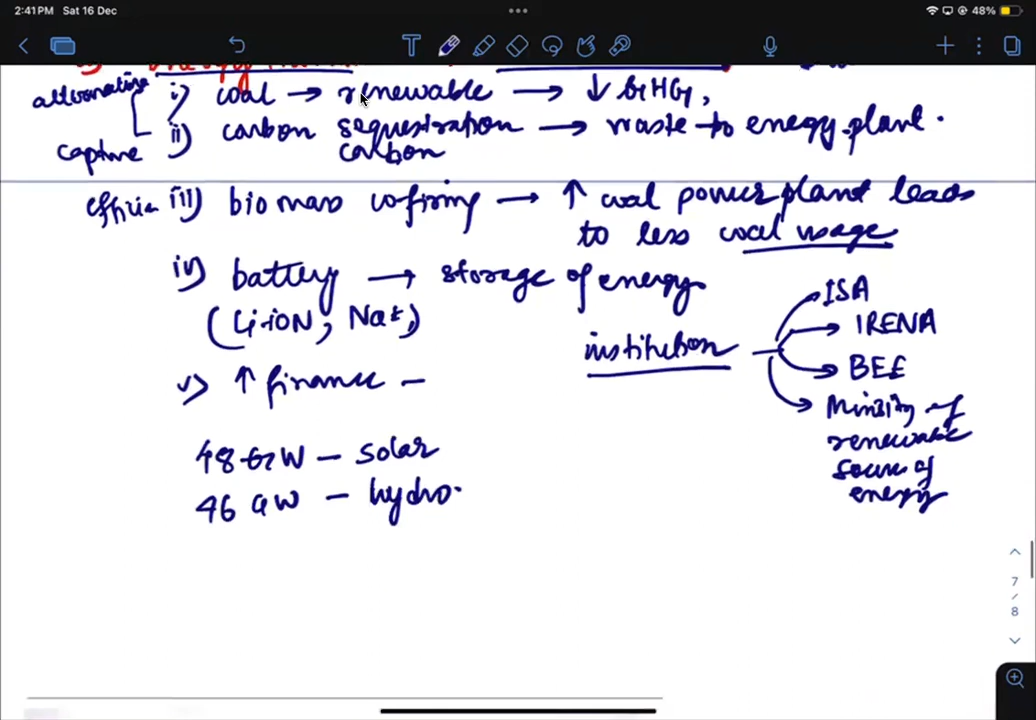 2:41 PM Sat 16 Dec
48%
alternative
i) coal → renewable → ↓ GHG,
ii) carbon sequestration → waste to energy plant.
capture
carbon
iii) biomass cofiring → ↑ coal power plant leads
to less coal usage
iv) battery → storage of energy
(Li-ION, Nat,)
institution
ISA
IRENA
BEE
Ministry of
renewable
source of
energy
v) ↑ finance –
48 GW – solar
46 GW – hydro.
7
/
8